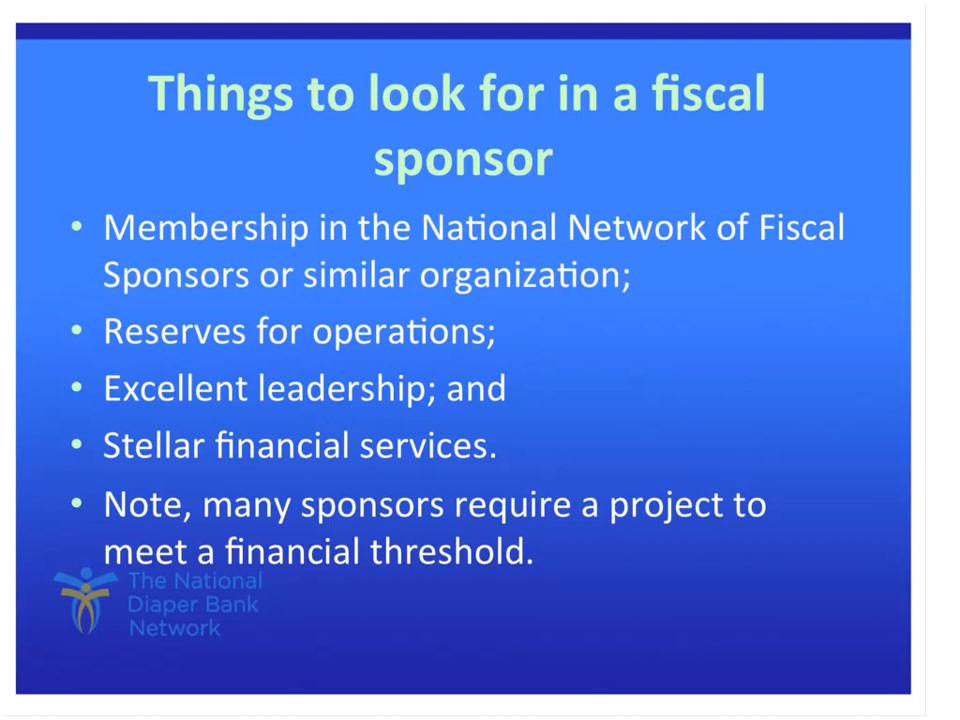 Things to look for in a fiscal
sponsor
• Membership in the National Network of Fiscal
Sponsors or similar organization;
• Reserves for operations;
• Excellent leadership; and
• Stellar financial services.
• Note, many sponsors require a project to
meet a financial threshold.
The National
Diaper Bank
Network